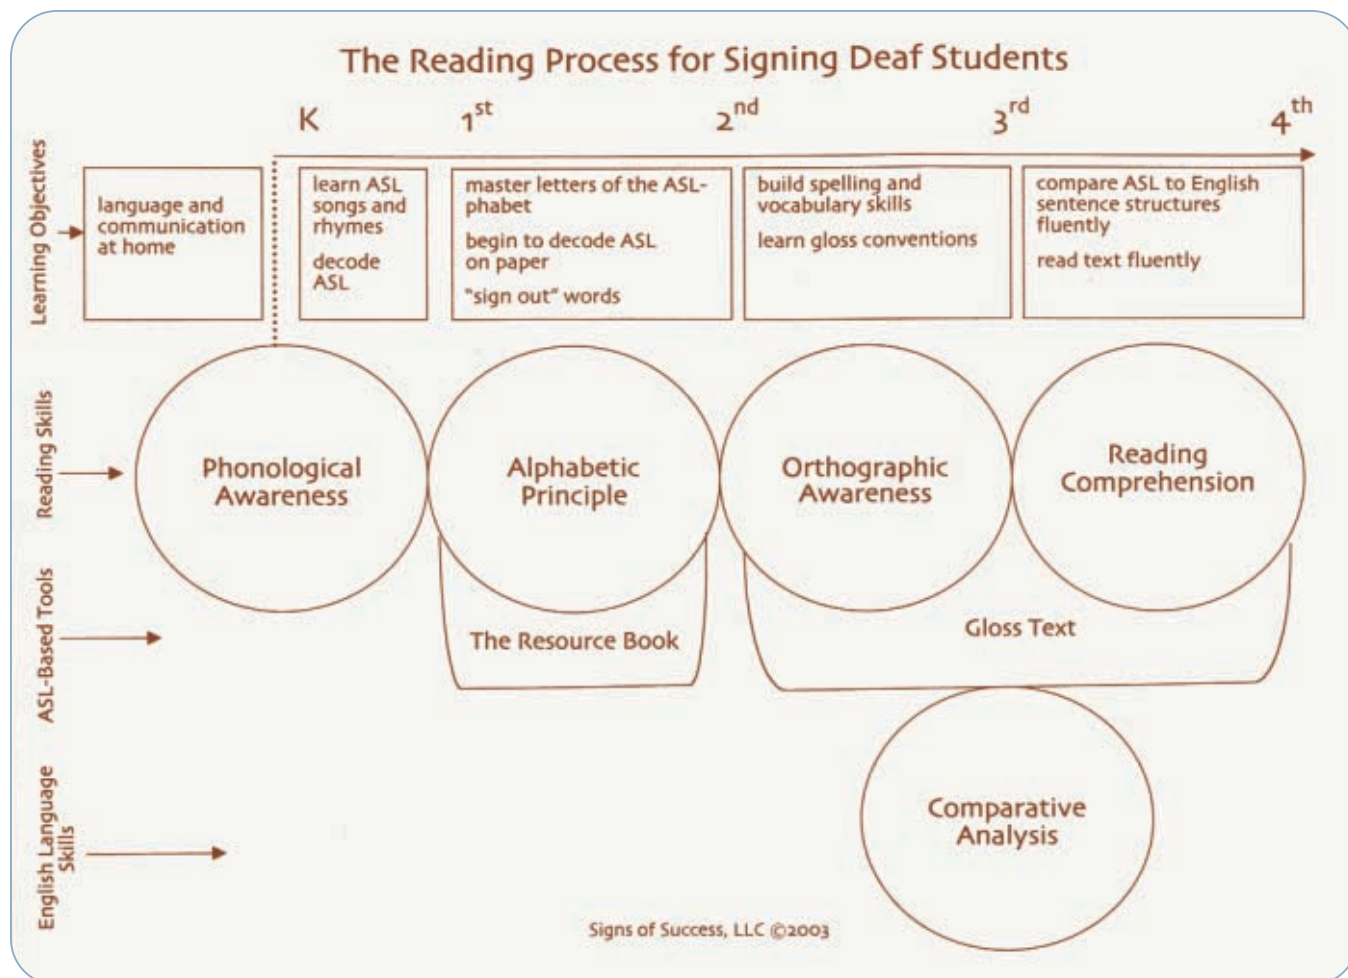 The Reading Process for Signing Deaf Students
K 1st 2nd 3rd 4th
Learning Objectives
language and
communication
at home
learn ASL
songs and
rhymes
decode
ASL
master letters of the ASL-
phabet
begin to decode ASL
on paper
"sign out" words
build spelling and
vocabulary skills
learn gloss conventions
compare ASL to English
sentence structures
fluently
read text fluently
Reading Skills
Phonological
Awareness
Alphabetic
Principle
Orthographic
Awareness
Reading
Comprehension
ASL-Based Tools
The Resource Book
Gloss Text
English Language
Skills
Comparative
Analysis
Signs of Success, LLC ©2003